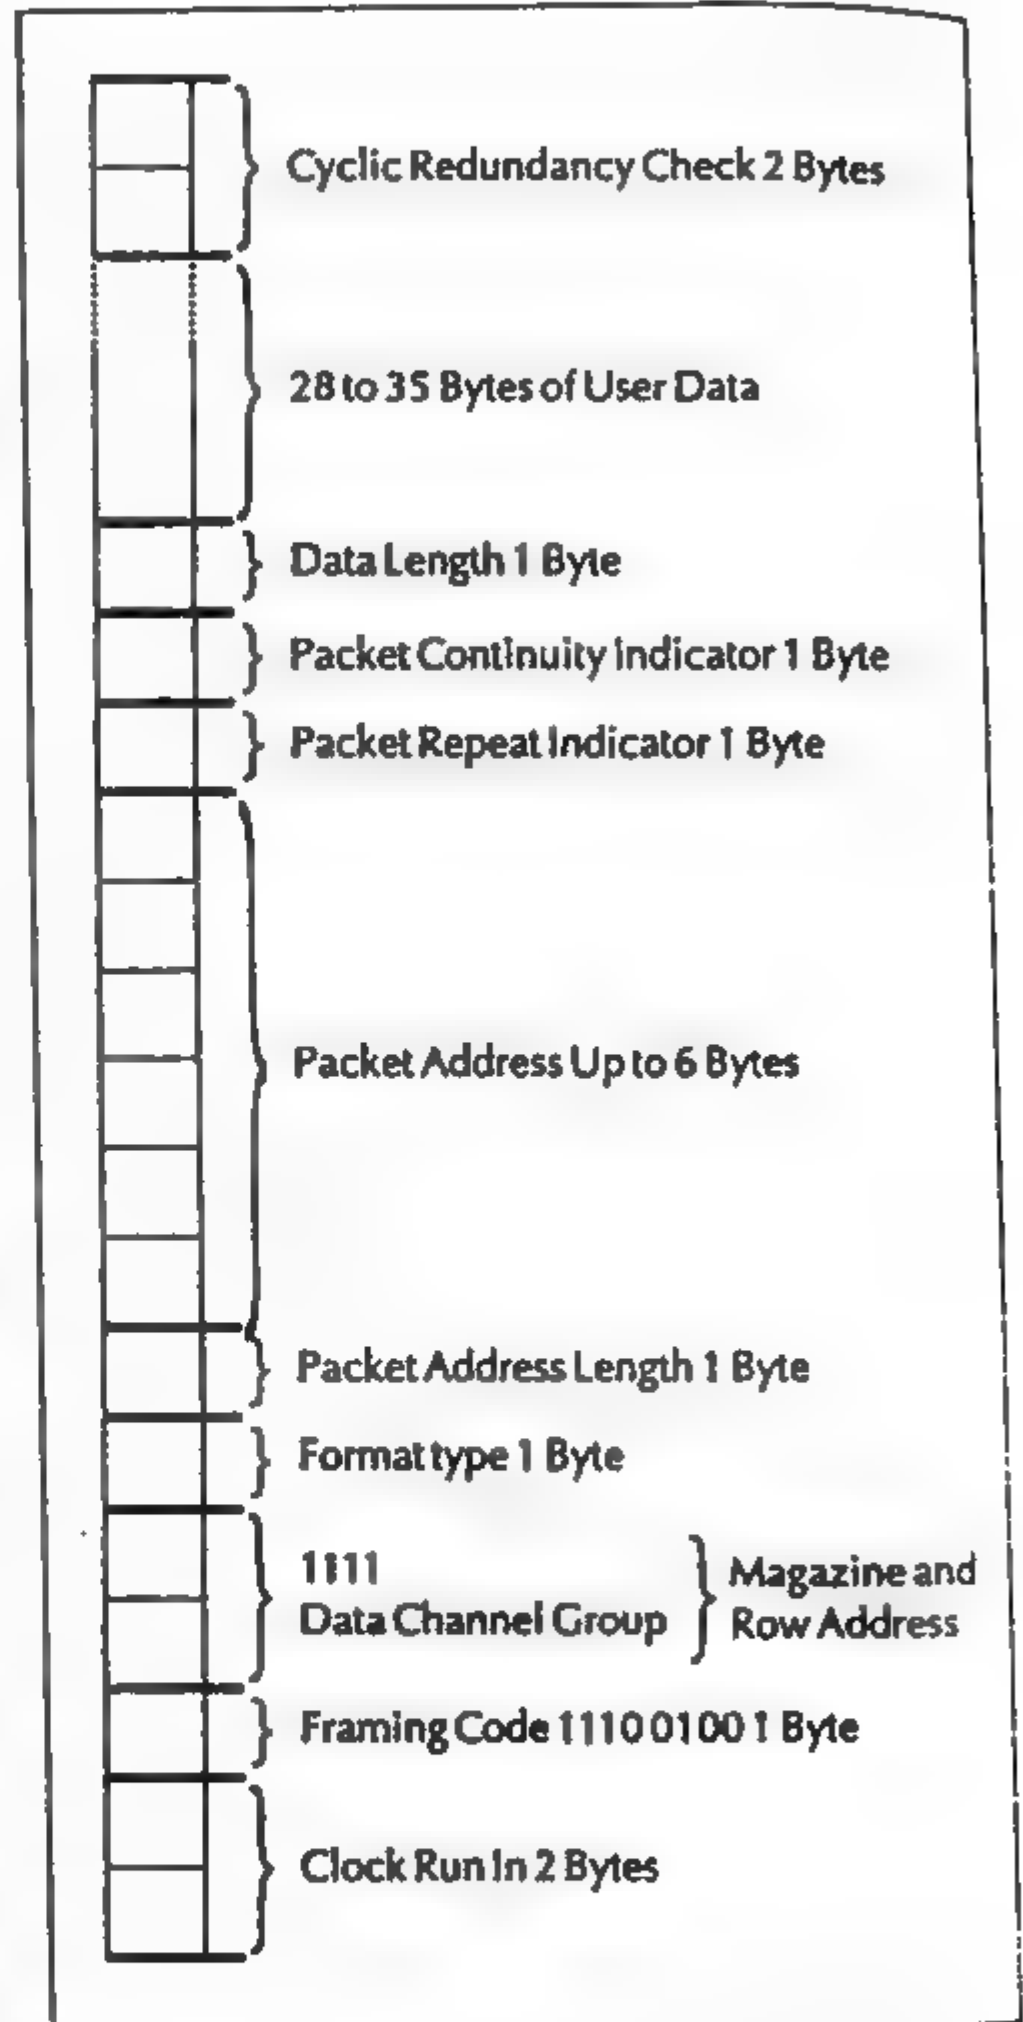 Cyclic Redundancy Check 2 Bytes
28 to 35 Bytes of User Data
Data Length 1 Byte
Packet Continuity Indicator 1 Byte
Packet Repeat Indicator 1 Byte
Packet Address Up to 6 Bytes
Packet Address Length 1 Byte
Format type 1 Byte
1111
Data Channel Group
Magazine and
Row Address
Framing Code 1110 0100 1 Byte
Clock Run In 2 Bytes